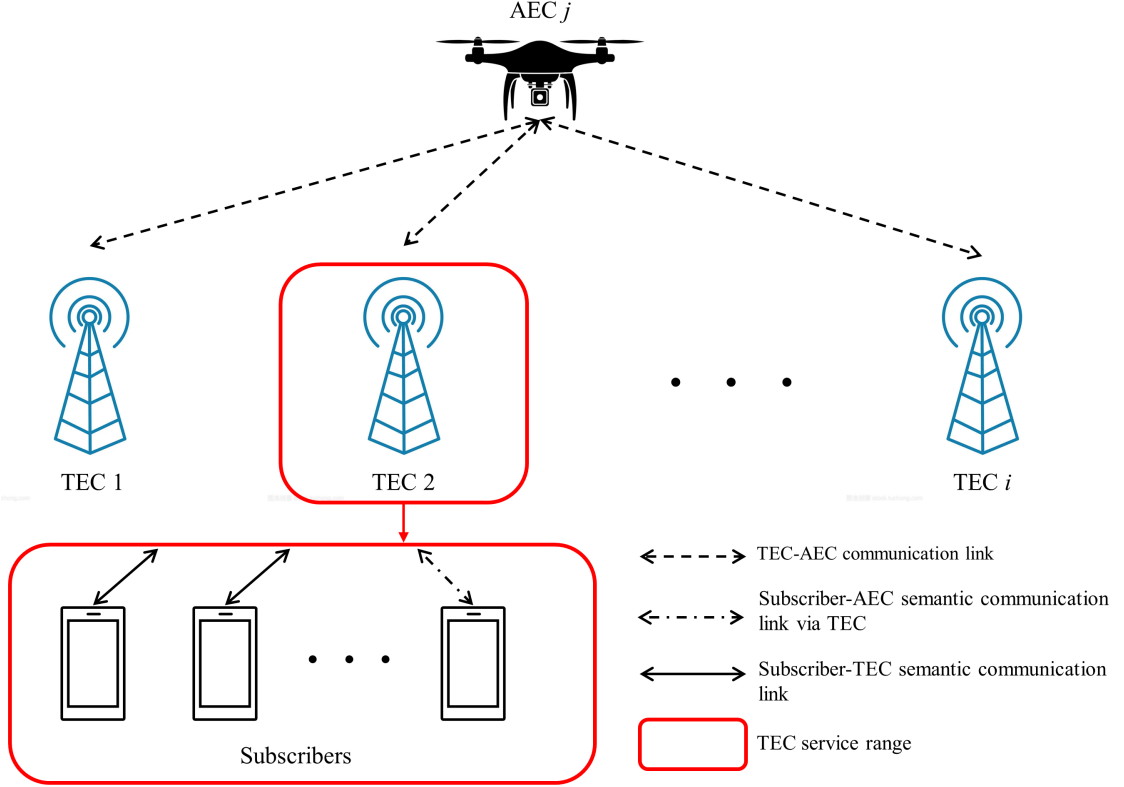 AEC j
TEC 1
TEC 2
TEC i
TEC-AEC communication link
Subscriber-AEC semantic communication
link via TEC
Subscriber-TEC semantic communication
link
TEC service range
Subscribers